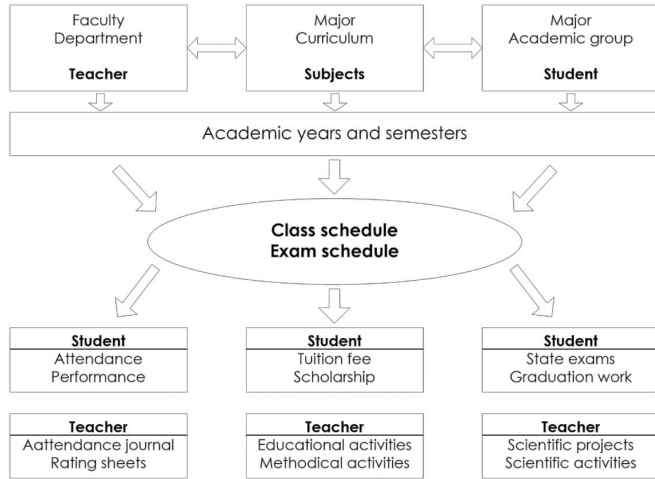 Faculty
Department
Teacher
Major
Curriculum
Subjects
Major
Academic group
Student
Academic years and semesters
Class schedule
Exam schedule
Student
Attendance
Performance
Student
Tuition fee
Scholarship
Student
State exams
Graduation work
Teacher
Aattendance journal
Rating sheets
Teacher
Educational activities
Methodical activities
Teacher
Scientific projects
Scientific activities